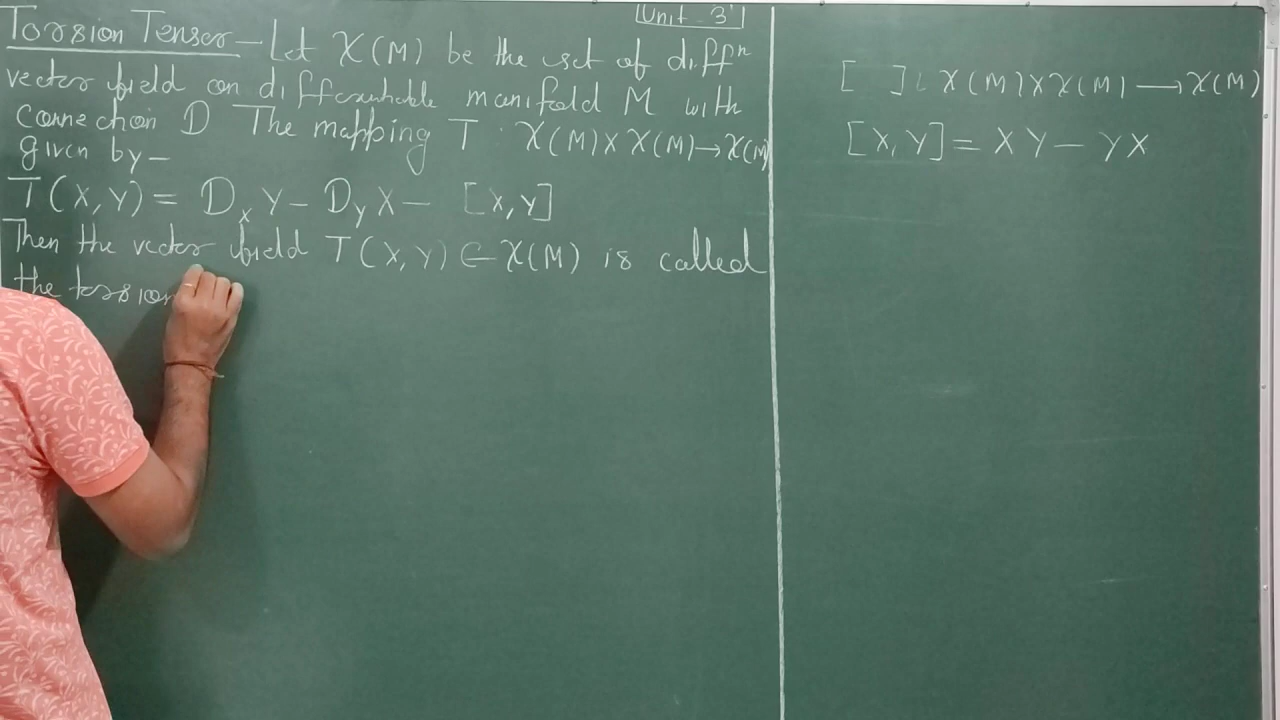 Unit - 3
Torsion Tensor - Let X(M) be the set of diffⁿ
vector field on differentiable manifold M with
connection D The mapping T : X(M) X X(M) → X(M)
given by -
T(X,Y) = D_X Y - D_Y X - [X,Y]
Then the vector field T(X,Y) ∈ X(M) is called
the torsion
[ ] : X(M) X X(M) → X(M)
[X,Y] = XY - YX